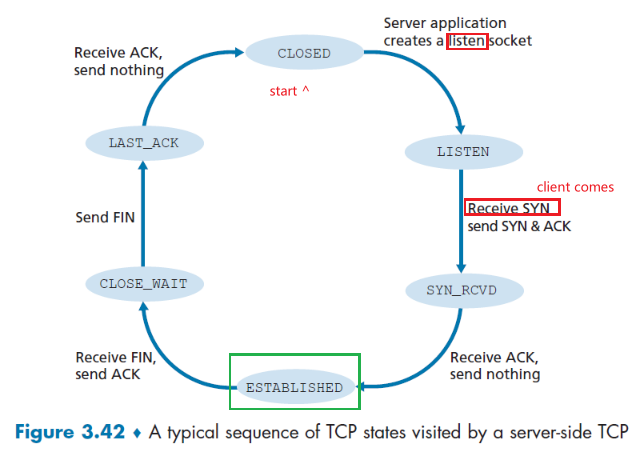 Server application
creates a listen socket
Receive ACK,
send nothing
CLOSED
start ^
LAST_ACK
LISTEN
client comes
Receive SYN
send SYN & ACK
Send FIN
CLOSE_WAIT
SYN_RCVD
Receive FIN,
send ACK
Receive ACK,
send nothing
ESTABLISHED
Figure 3.42 ♦ A typical sequence of TCP states visited by a server-side TCP